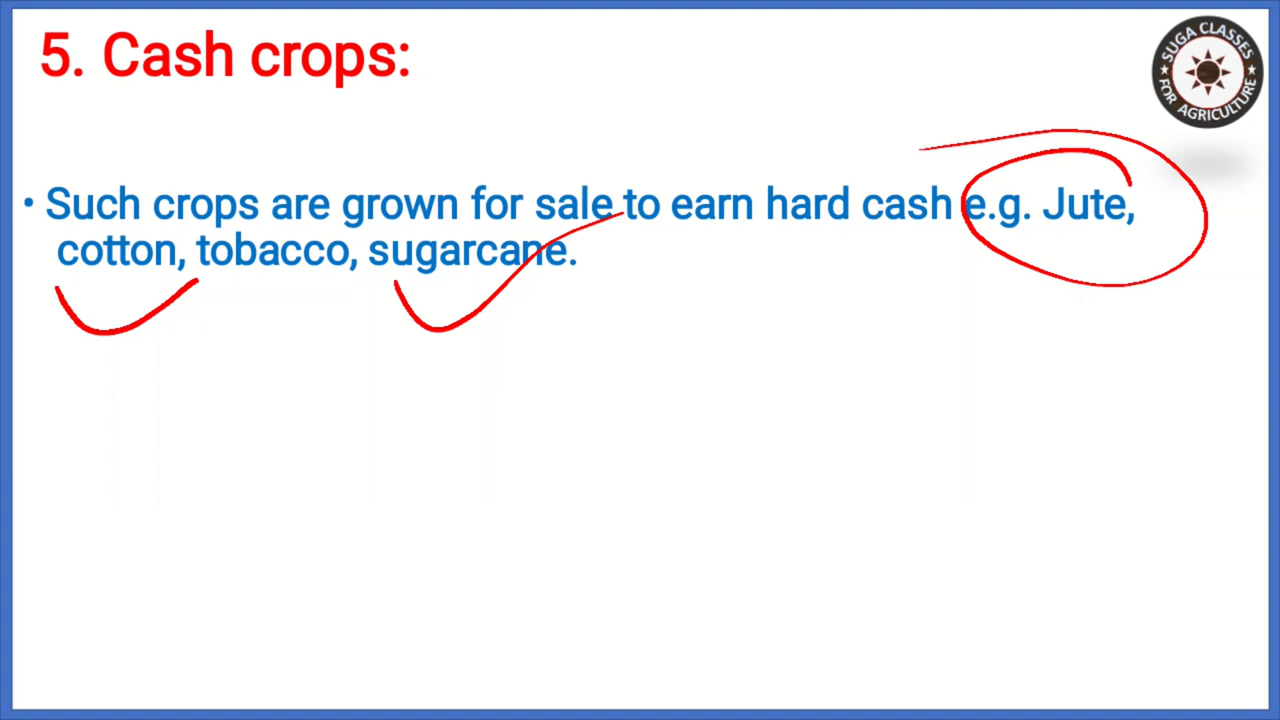 5. Cash crops:
SUGA CLASSES
FOR AGRICULTURE
• Such crops are grown for sale to earn hard cash e.g. Jute,
cotton, tobacco, sugarcane.